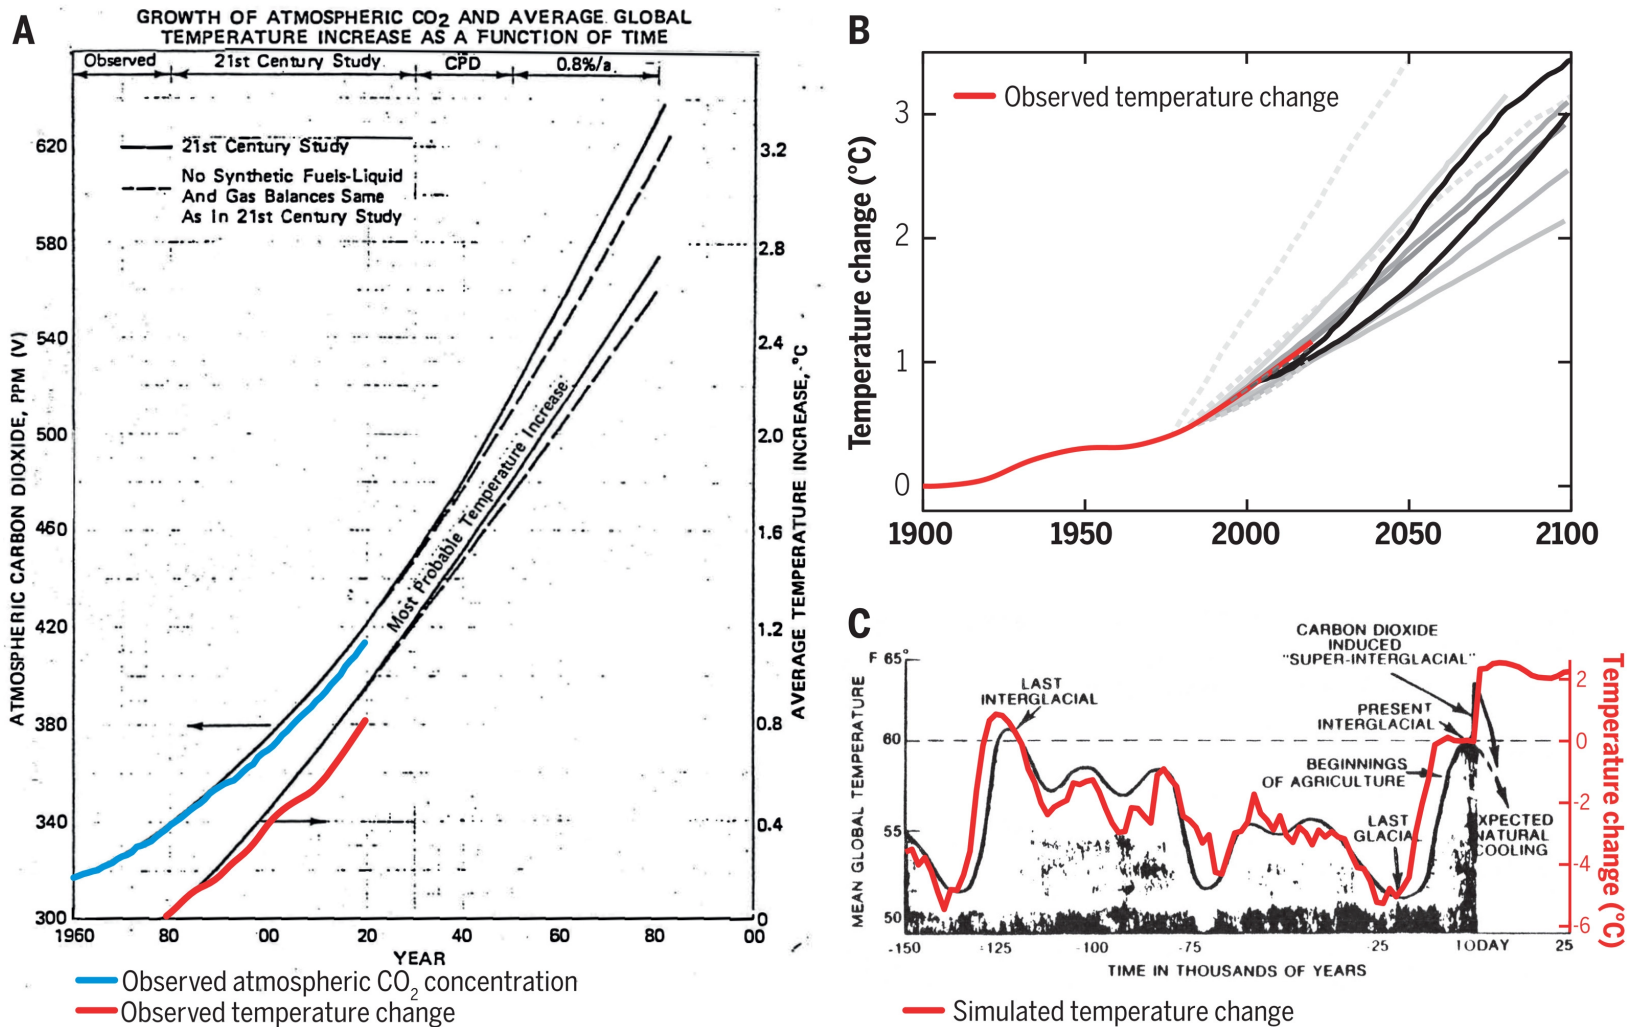 A
GROWTH OF ATMOSPHERIC CO2 AND AVERAGE GLOBAL
TEMPERATURE INCREASE AS A FUNCTION OF TIME
Observed
21st Century Study
CPD
0.8%/a
21st Century Study
No Synthetic Fuels-Liquid
And Gas Balances Same
As In 21st Century Study
ATMOSPHERIC CARBON DIOXIDE, PPM (V)
620
580
540
500
460
420
380
340
300
3.2
2.8
2.4
2.0
1.6
1.2
0.8
0.4
0
AVERAGE TEMPERATURE INCREASE, °C
Most Probable Temperature Increase
1960
80
00
20
40
60
80
00
YEAR
Observed atmospheric CO2 concentration
Observed temperature change
B
Observed temperature change
Temperature change (°C)
3
2
1
0
1900
1950
2000
2050
2100
C
CARBON DIOXIDE
INDUCED
"SUPER-INTERGLACIAL"
F 65°
60
55
50
MEAN GLOBAL TEMPERATURE
LAST
INTERGLACIAL
PRESENT
INTERGLACIAL
BEGINNINGS
OF AGRICULTURE
LAST
GLACIA
XPECTED
NATURAL
COOLING
2
0
-2
-4
-6
Temperature change (°C)
-150
-125
-100
-75
25
TODAY
25
TIME IN THOUSANDS OF YEARS
Simulated temperature change